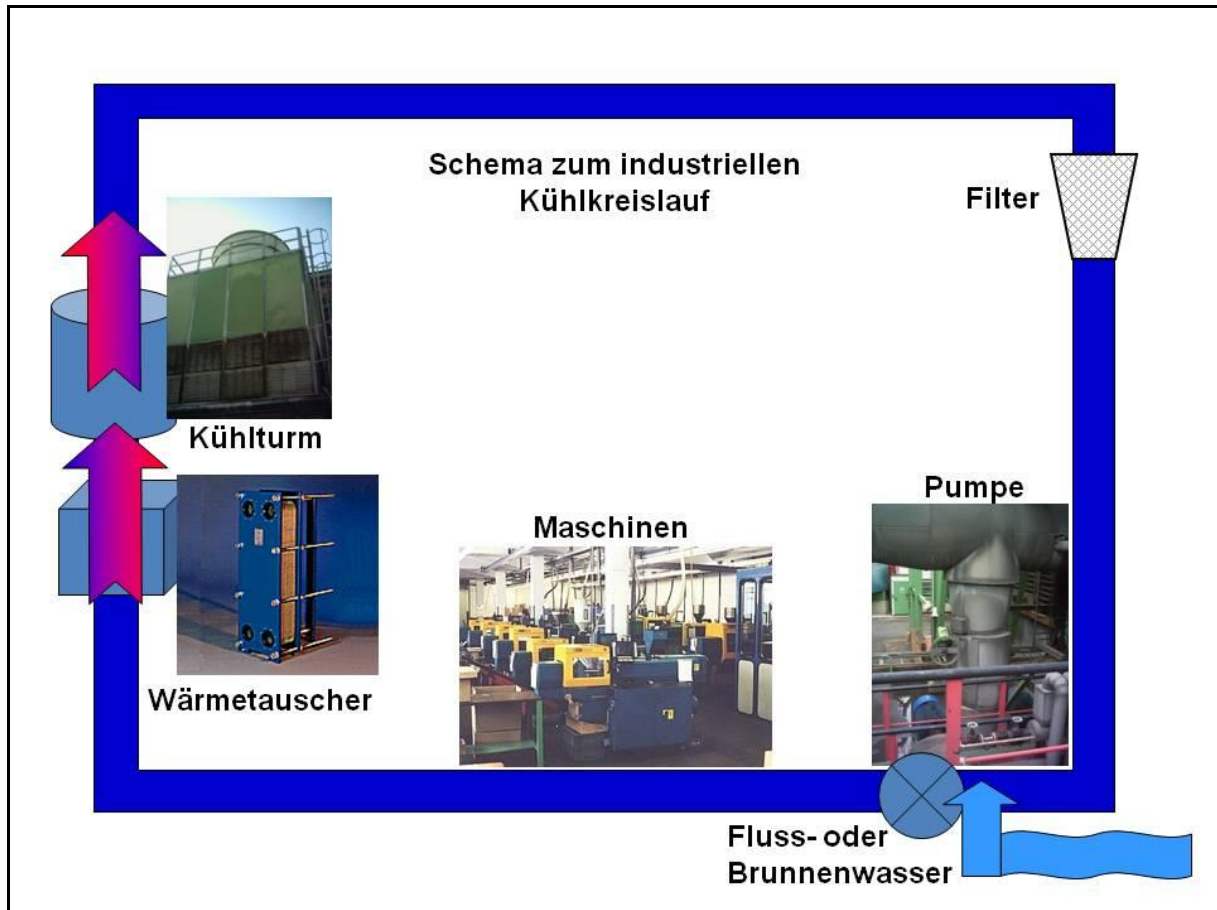 Schema zum industriellen
Kühlkreislauf
Filter
Kühlturm
Pumpe
Maschinen
Wärmetauscher
Fluss- oder
Brunnenwasser